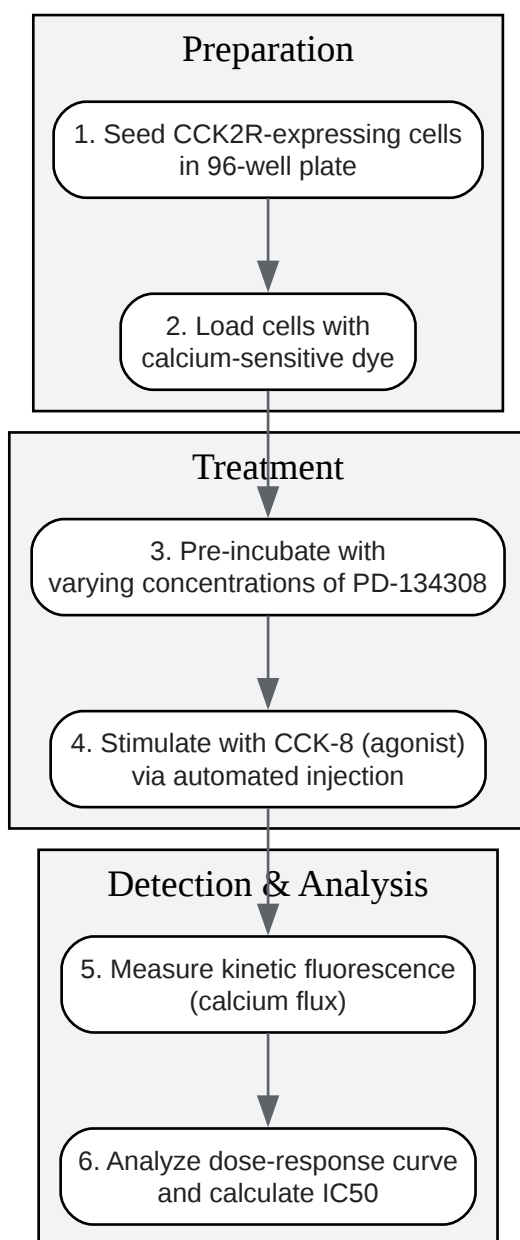 Preparation
1. Seed CCK2R-expressing cells
in 96-well plate
2. Load cells with
calcium-sensitive dye
Treatment
3. Pre-incubate with
varying concentrations of PD-134308
4. Stimulate with CCK-8 (agonist)
via automated injection
Detection & Analysis
5. Measure kinetic fluorescence
(calcium flux)
6. Analyze dose-response curve
and calculate IC50